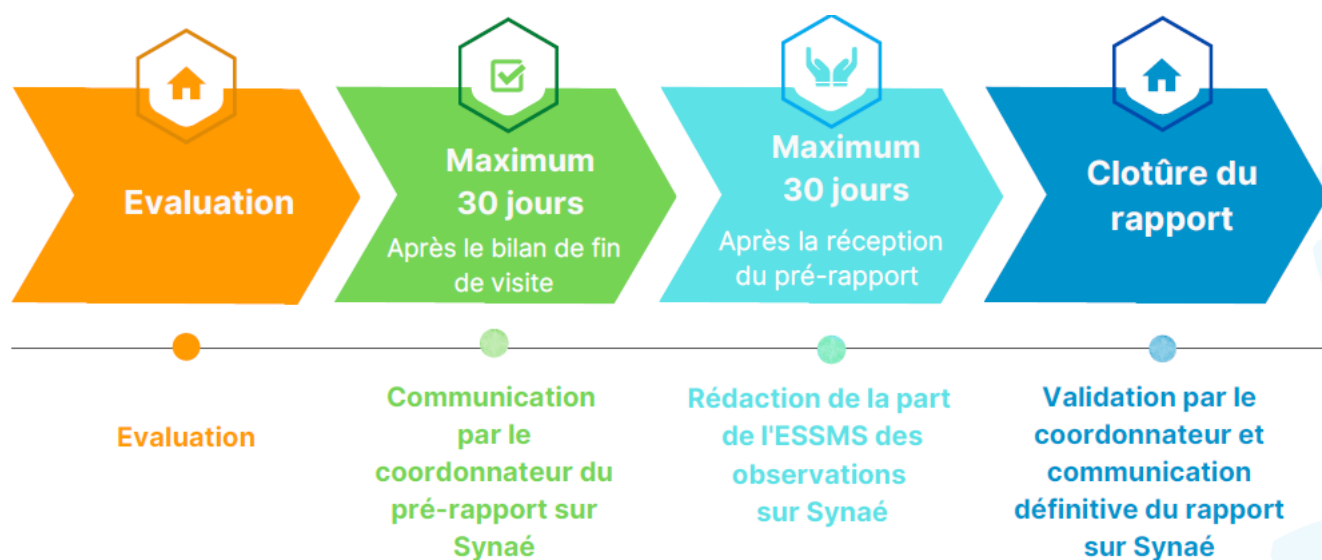 Evaluation
Maximum
30 jours
Après le bilan de fin
de visite
Maximum
30 jours
Après la réception
du pré-rapport
Clotûre du
rapport
Evaluation
Communication
par le
coordonnateur du
pré-rapport sur
Synaé
Rédaction de la part
de l'ESSMS des
observations
sur Synaé
Validation par le
coordonnateur et
communication
définitive du rapport
sur Synaé